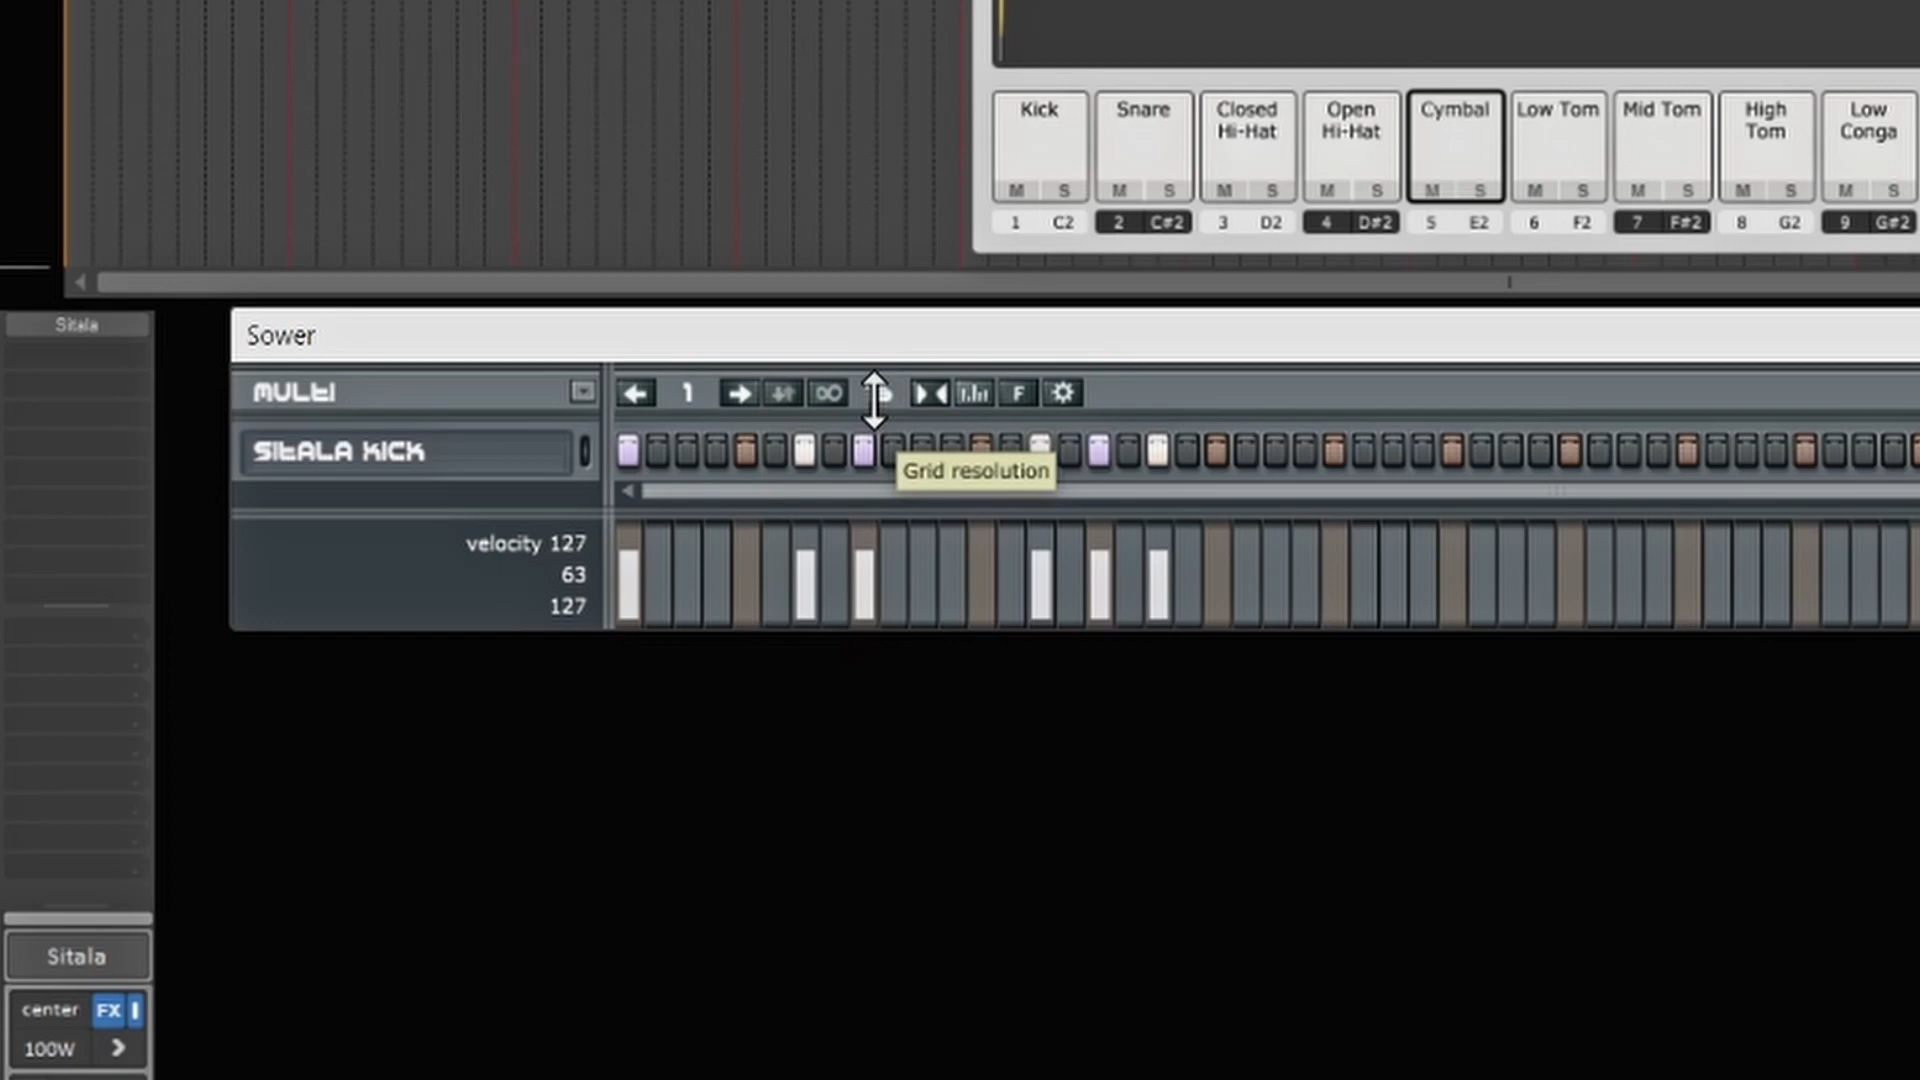 Kick Snare Closed Hi-Hat Open Hi-Hat Cymbal Low Tom Mid Tom High Tom Low Conga
M S M S M S M S M S M S M S M S M S
1 C2 2 C#2 3 D2 4 D#2 5 E2 6 F2 7 F#2 8 G2 9 G#2
Sitala
Sower
MULTI
1
F
SITALA KICK
Grid resolution
velocity 127
63
127
Sitala
center FX
100W